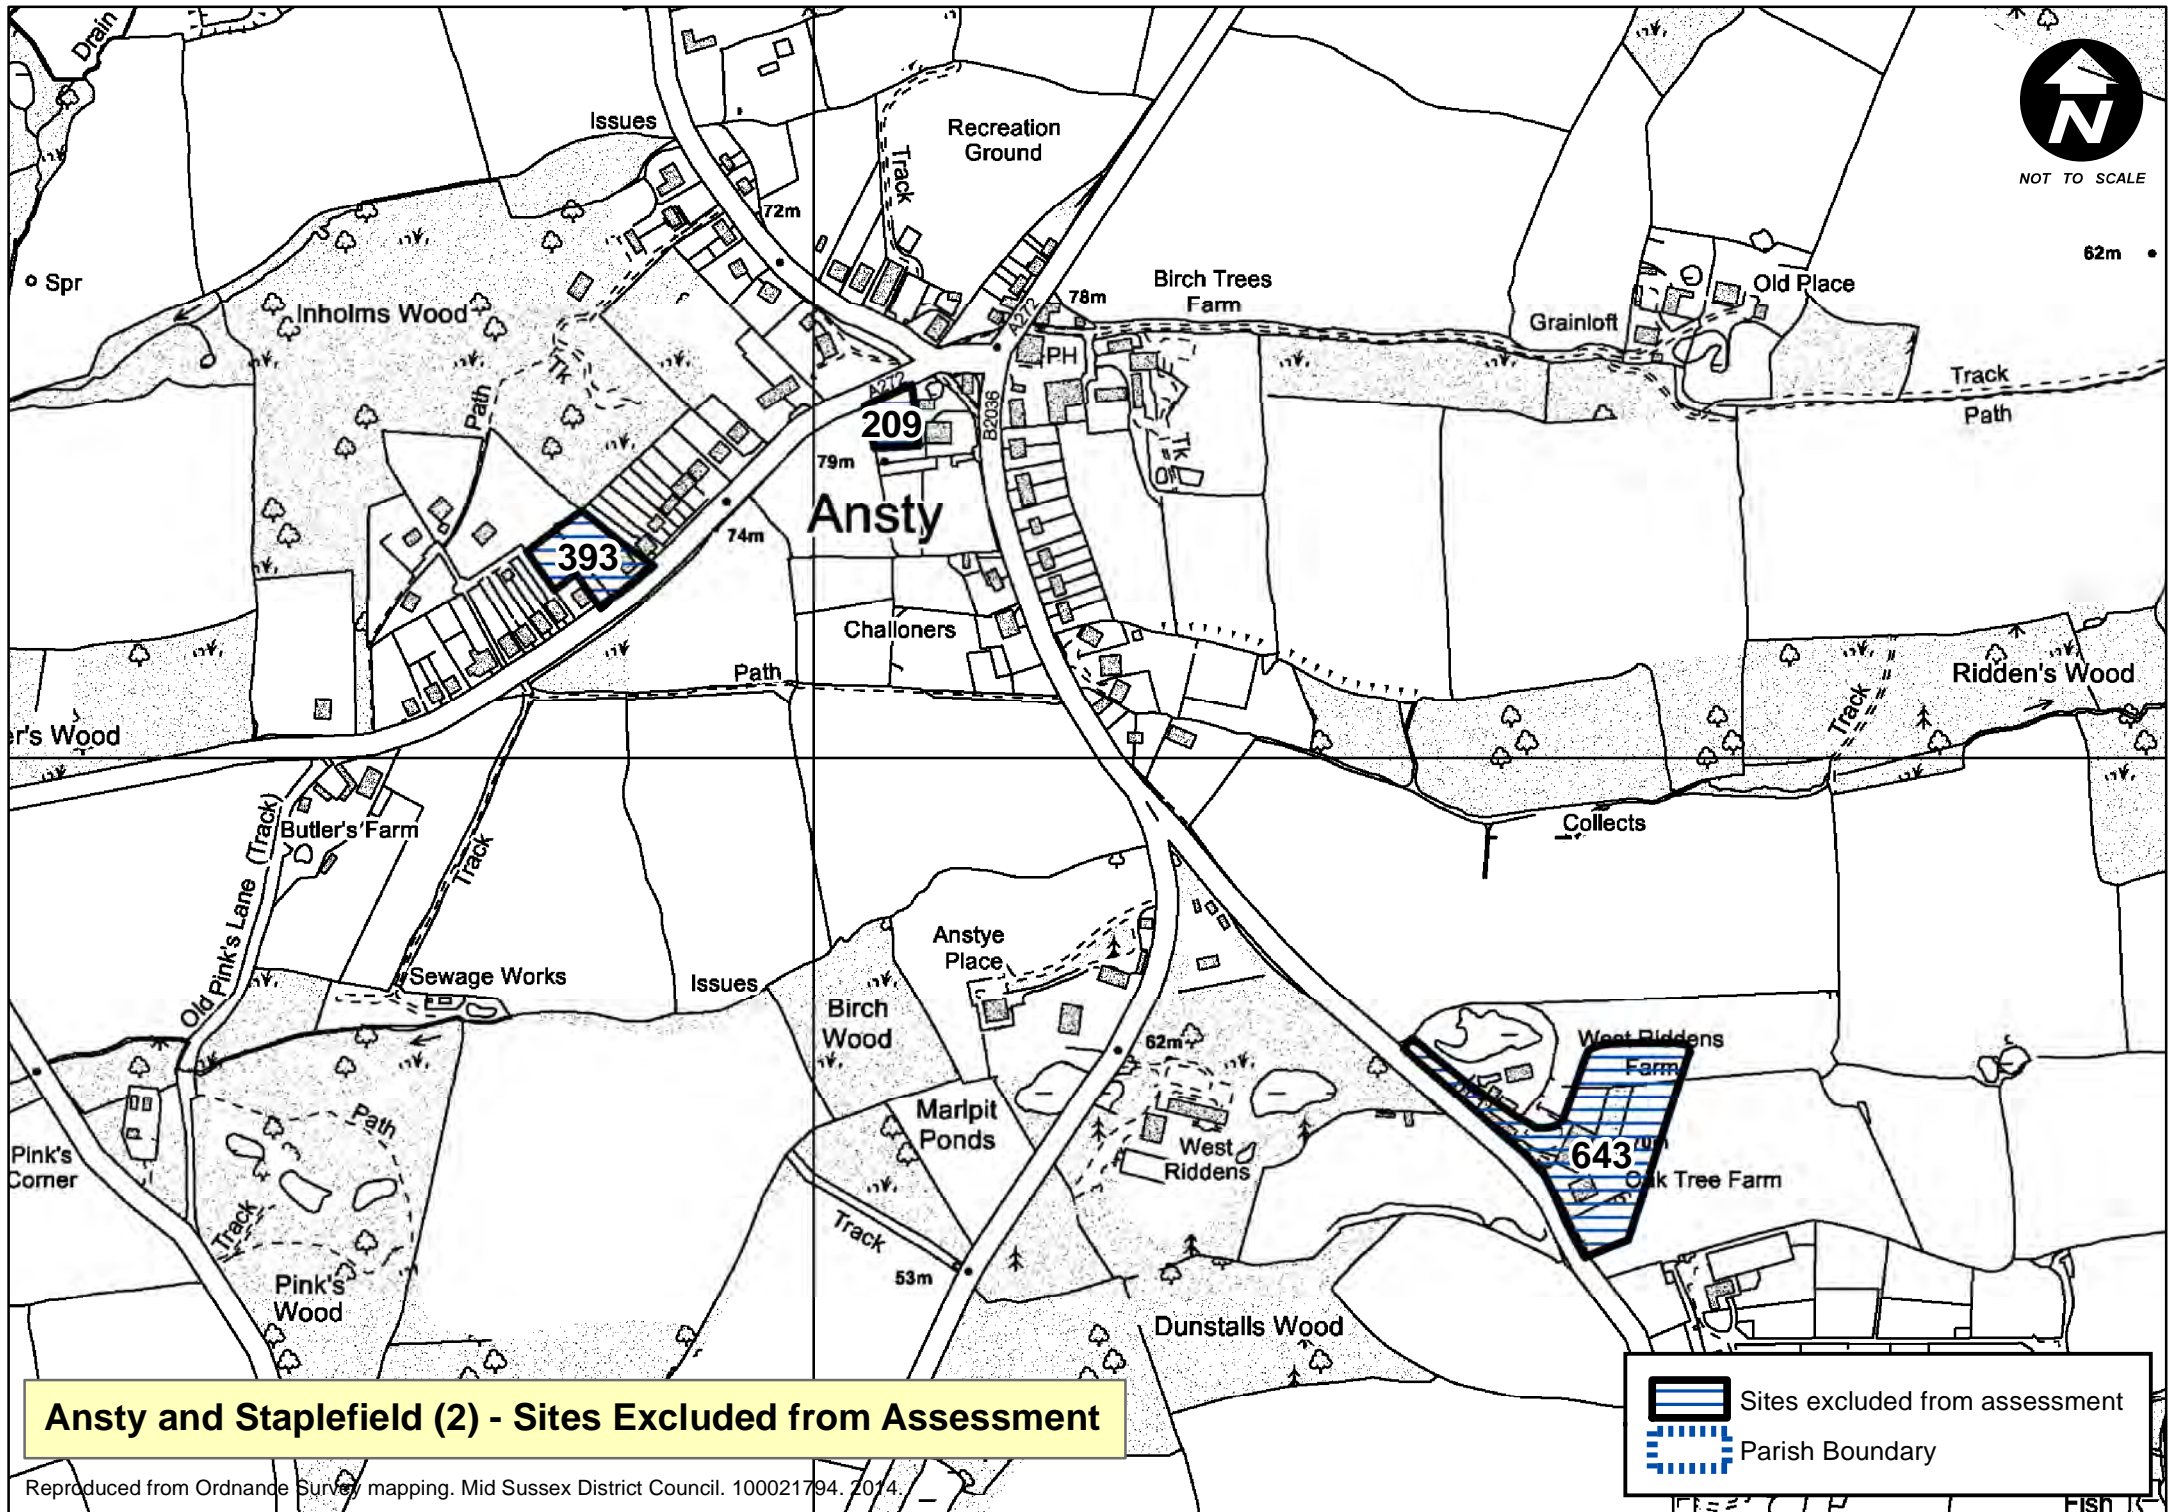 Drain
Issues
Recreation
Ground
Track
N
NOT TO SCALE
72m
Spr
Inholms Wood
Tk
Path
A272
78m
Birch Trees
Farm
Old Place
62m
Grainloft
PH
A272
209
B2036
Track
Path
79m
Tk
Ansty
74m
393
Challoners
Path
Ridden's Wood
Track
er's Wood
Butler's Farm
Old Pink's Lane (Track)
Track
Collects
Anstye
Place
Sewage Works
Issues
Birch
Wood
62m
West Riddens
Farm
Marlpit
Ponds
West
Riddens
643
70m
Oak Tree Farm
Path
Pink's
Corner
Track
Track
53m
Pink's
Wood
Dunstalls Wood
Ansty and Staplefield (2) - Sites Excluded from Assessment
Sites excluded from assessment
Parish Boundary
Reproduced from Ordnance Survey mapping. Mid Sussex District Council. 100021794. 2014.
Fish